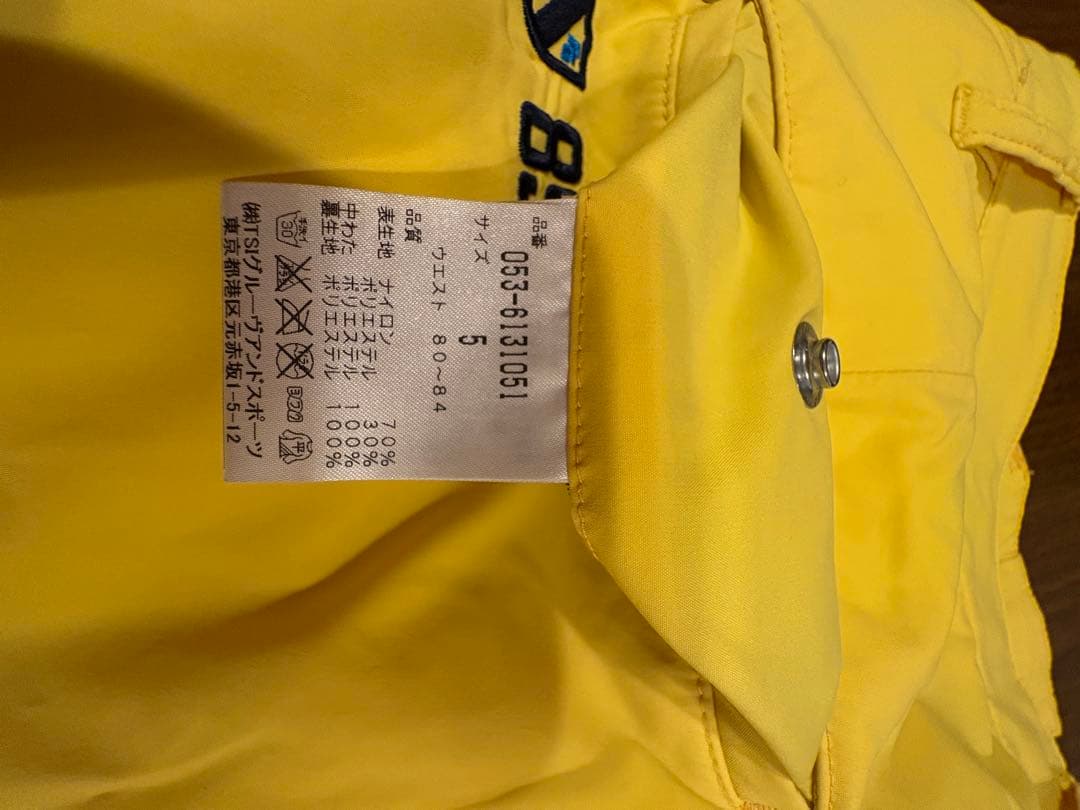 品番 053-6131051
サイズ 5
ウエスト 80~84
品質
表生地 ナイロン 70%
ポリエステル 30%
中わた ポリエステル 100%
裏生地 ポリエステル 100%
(株)TSIグルーヴアンドスポーツ
東京都港区元赤坂1-5-12
8